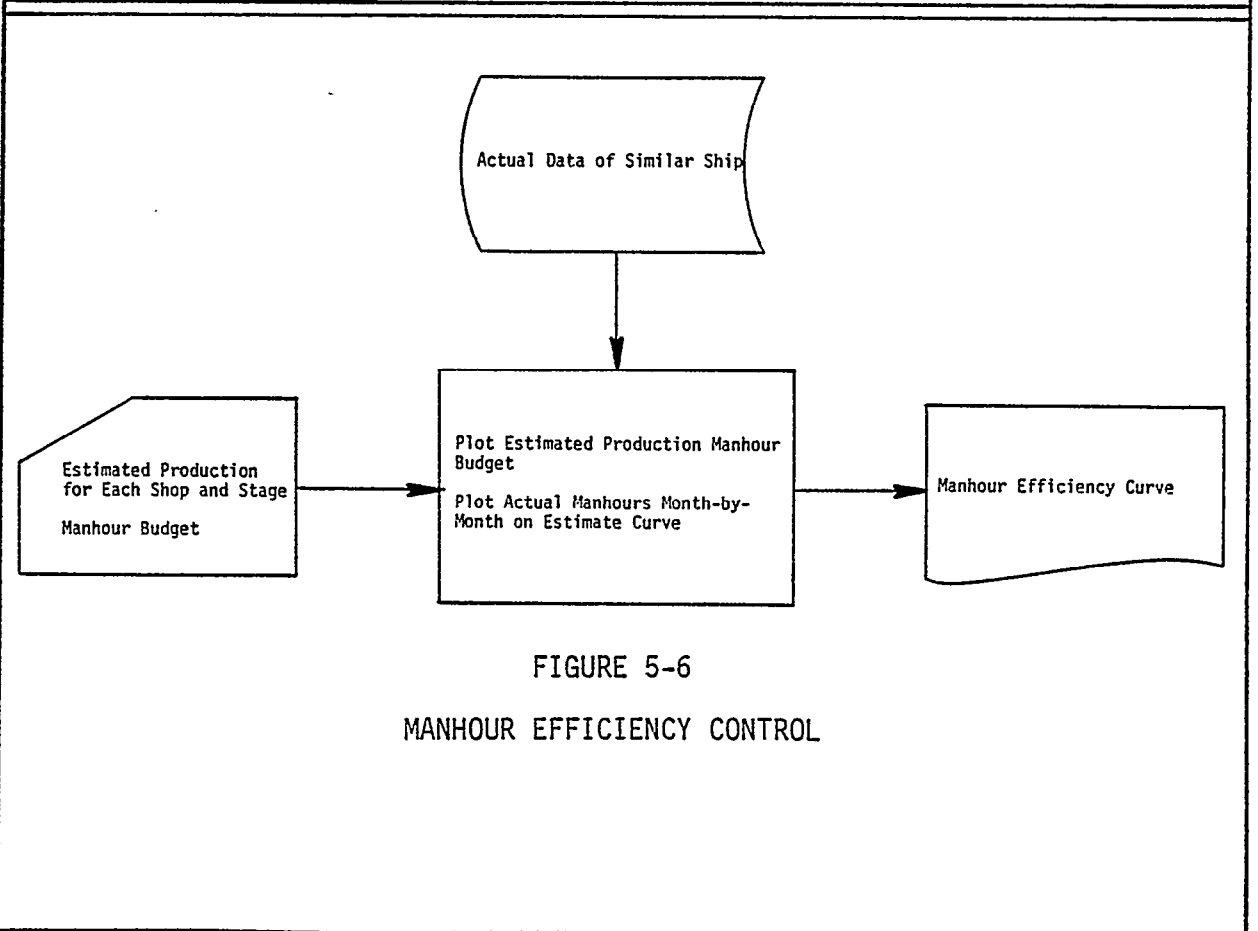 Actual Data of Similar Ship
Estimated Production
for Each Shop and Stage
Manhour Budget
Plot Estimated Production Manhour
Budget
Plot Actual Manhours Month-by-
Month on Estimate Curve
Manhour Efficiency Curve
FIGURE 5-6
MANHOUR EFFICIENCY CONTROL